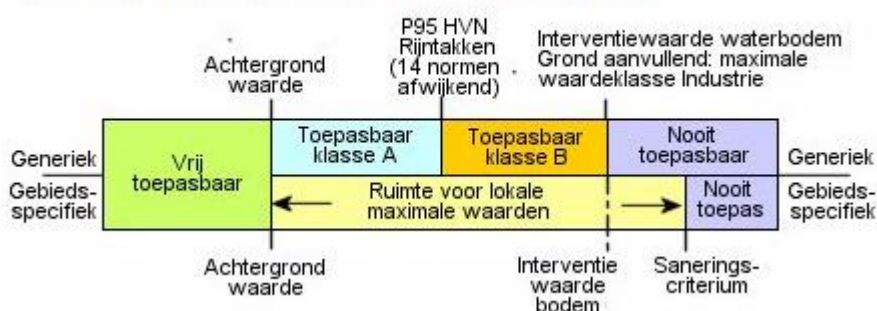 P95 HVN
Rijntakken
(14 normen
afwijkend)
Achtergrond
waarde
Interventiewaarde waterbodem
Grond aanvullend: maximale
waardeklasse Industrie
Generiek
Vrij
toepasbaar
Toepasbaar
klasse A
Toepasbaar
klasse B
Nooit
toepasbaar
Generiek
Gebieds-
specifiek
Ruimte voor lokale
maximale waarden
Nooit
toepas
Gebieds-
specifiek
Achtergrond
waarde
Interventie
waarde
bodem
Sanerings-
criterium